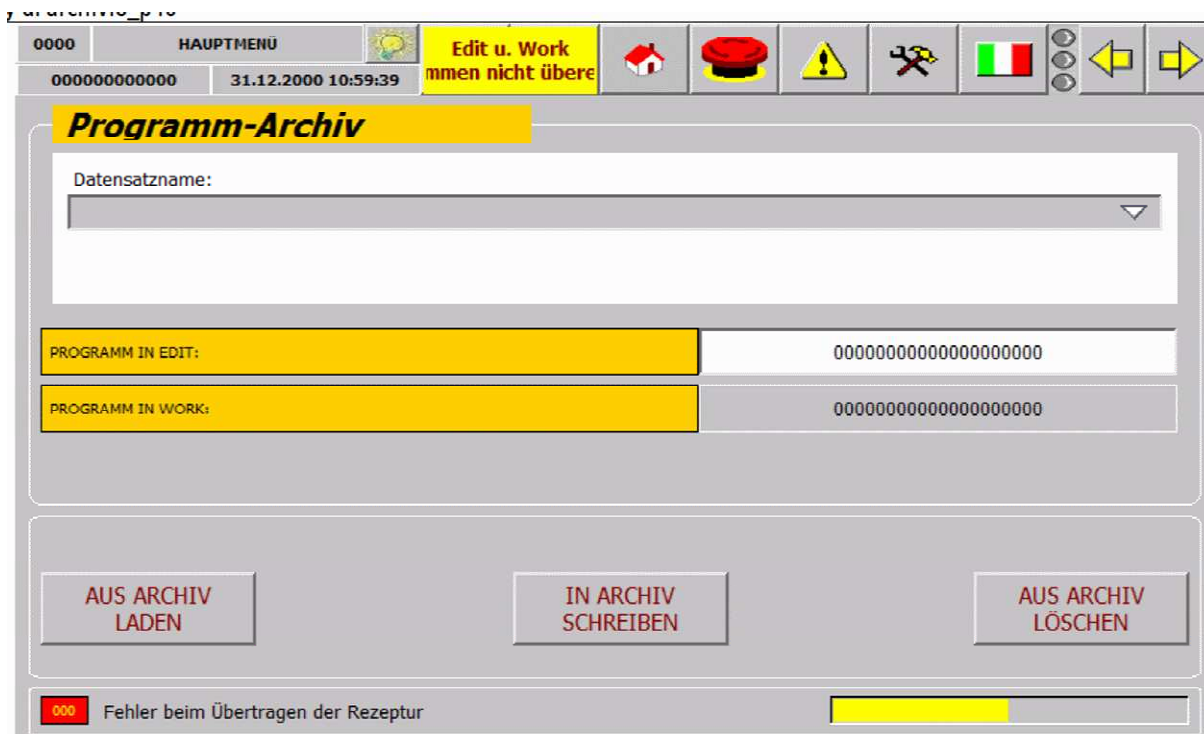 0000 HAUPTMENÜ
000000000000 31.12.2000 10:59:39
Edit u. Work
mmen nicht übere
Programm-Archiv
Datensatzname:
PROGRAMM IN EDIT: 00000000000000000000
PROGRAMM IN WORK: 00000000000000000000
AUS ARCHIV
LADEN
IN ARCHIV
SCHREIBEN
AUS ARCHIV
LÖSCHEN
000 Fehler beim Übertragen der Rezeptur